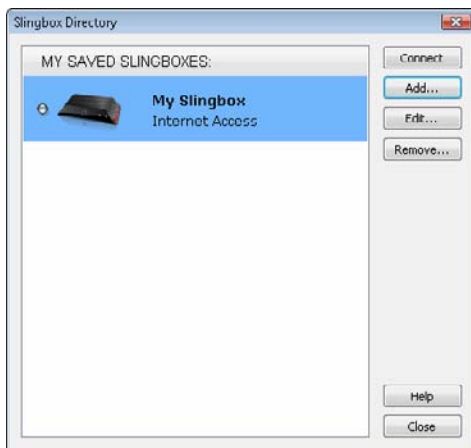 Slingbox Directory
MY SAVED SLINGBOXES:
My Slingbox
Internet Access
Connect
Add...
Edit...
Remove...
Help
Close